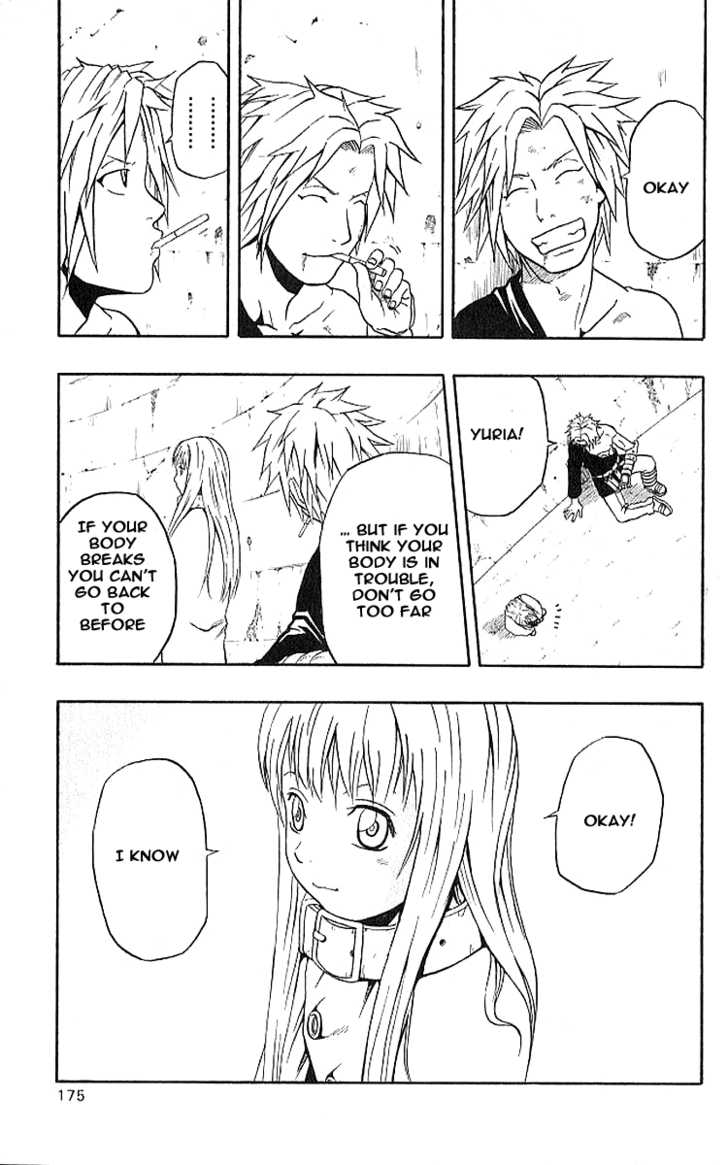 OKAY
.......
.......
YURIA!
... BUT IF YOU
THINK YOUR
BODY IS IN
TROUBLE,
DON'T GO
TOO FAR
IF YOUR
BODY
BREAKS
YOU CAN'T
GO BACK
TO
BEFORE
OKAY!
I KNOW
175